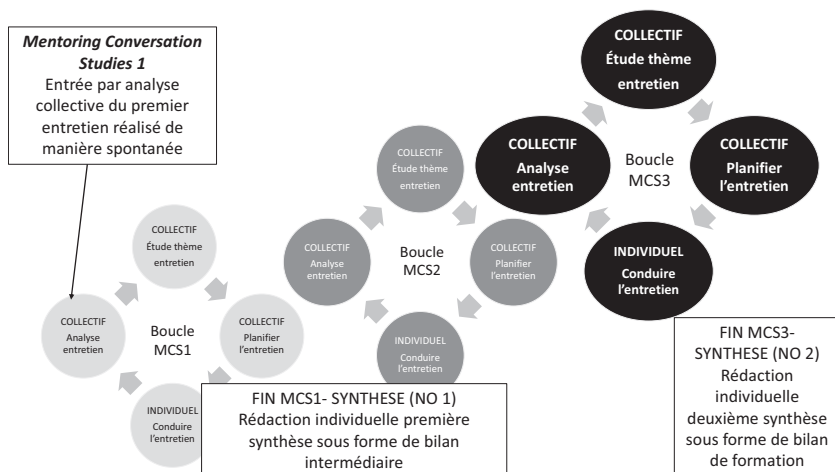 Mentoring Conversation
Studies 1
Entrée par analyse
collective du premier
entretien réalisé de
manière spontanée
COLLECTIF
Étude thème
entretien
COLLECTIF
Analyse
entretien
Boucle
MCS1
COLLECTIF
Planifier
l’entretien
INDIVIDUEL
Conduire
l’entretien
COLLECTIF
Étude thème
entretien
COLLECTIF
Analyse
entretien
Boucle
MCS2
COLLECTIF
Planifier
l’entretien
INDIVIDUEL
Conduire
l’entretien
COLLECTIF
Étude thème
entretien
COLLECTIF
Analyse
entretien
Boucle
MCS3
COLLECTIF
Planifier
l’entretien
INDIVIDUEL
Conduire
l’entretien
FIN MCS1- SYNTHESE (NO 1)
Rédaction individuelle première
synthèse sous forme de bilan
intermédiaire
FIN MCS3-
SYNTHESE (NO 2)
Rédaction
individuelle
deuxième synthèse
sous forme de bilan
de formation